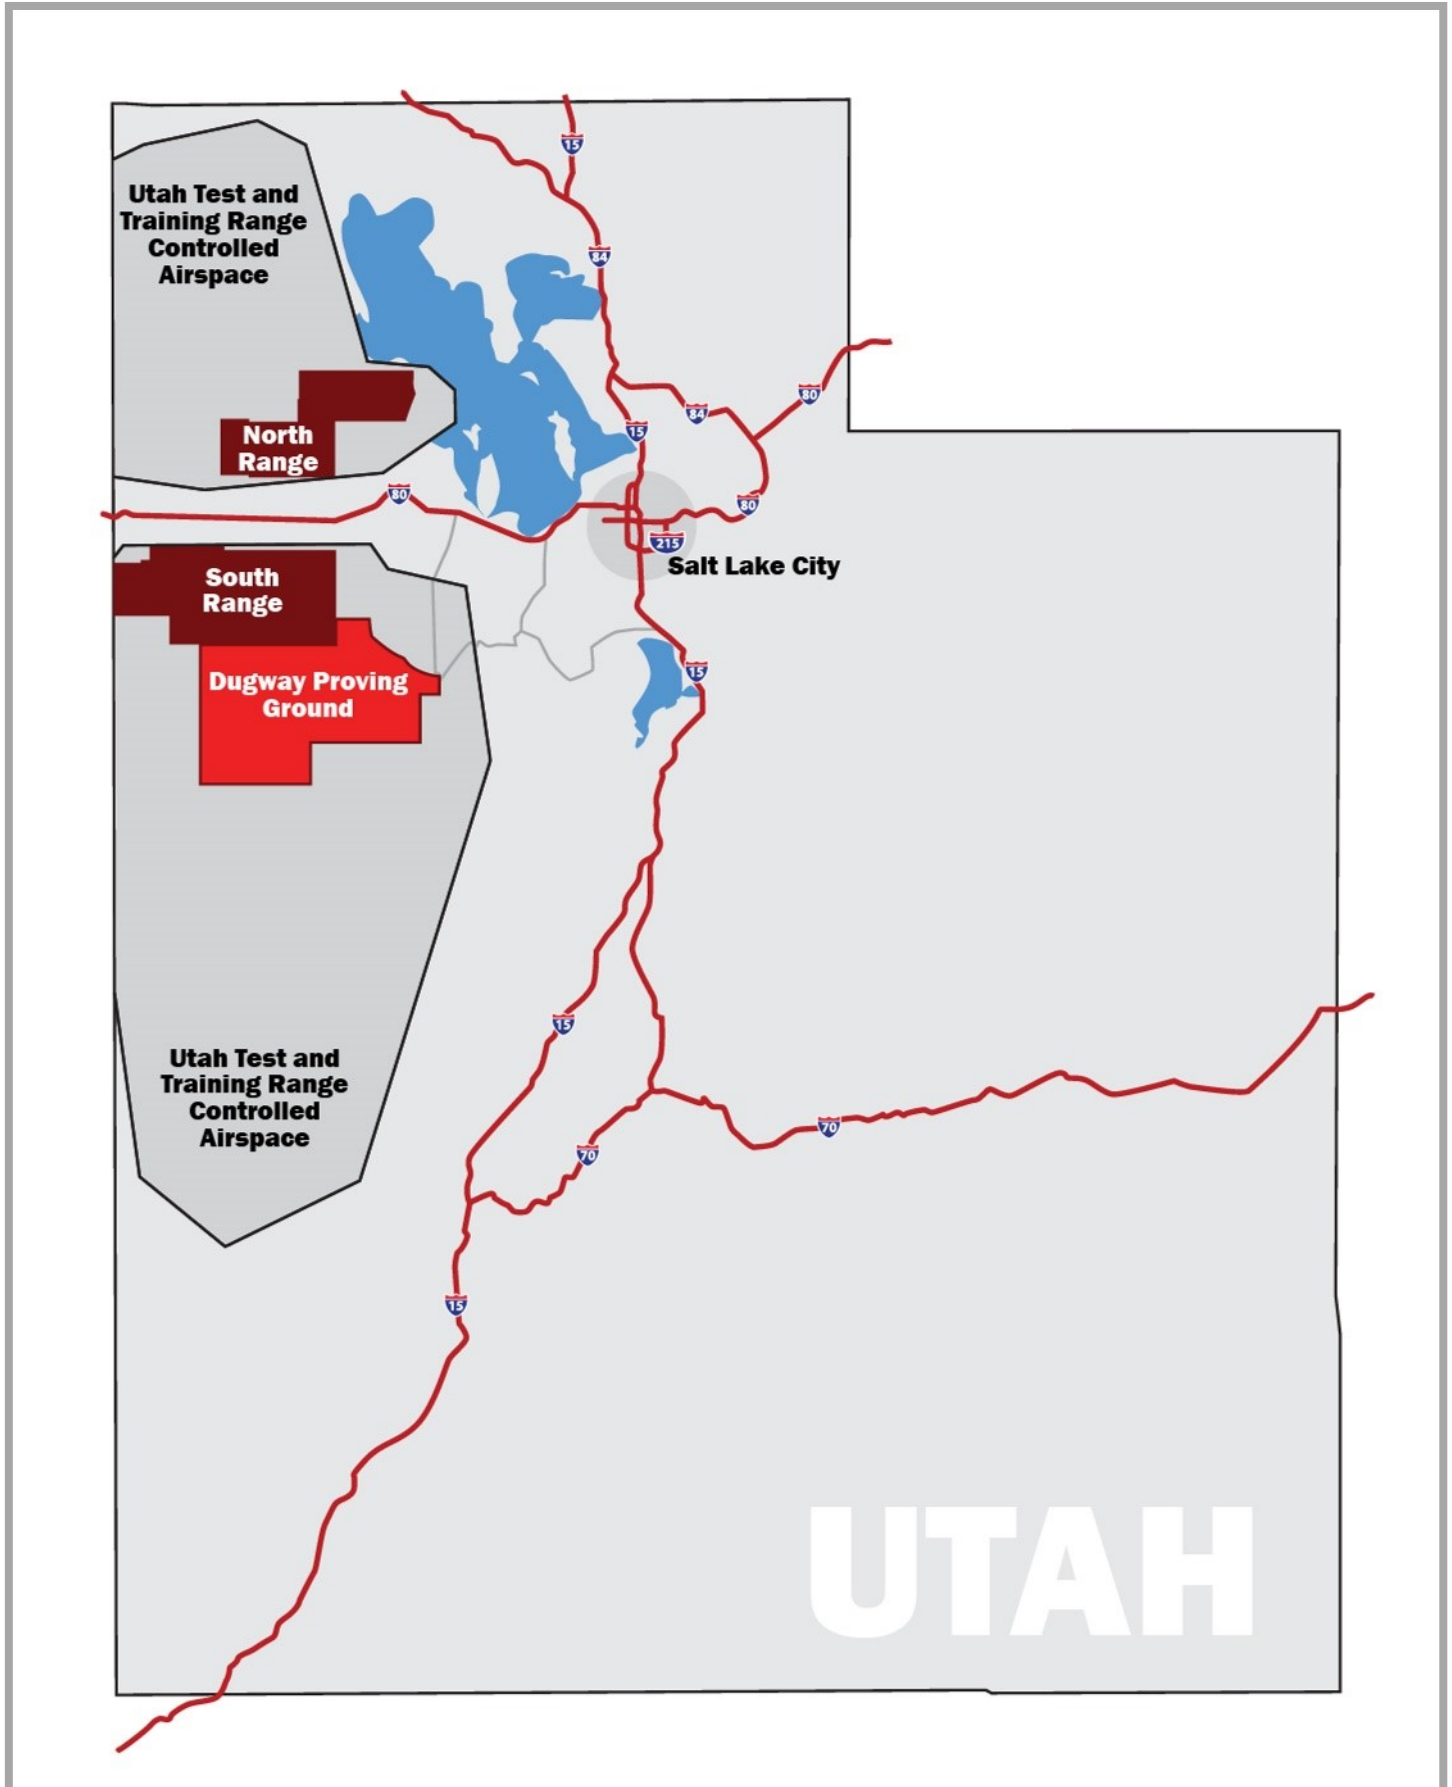 15
Utah Test and
Training Range
Controlled
Airspace
84
80
84
15
North
Range
80
80
215
Salt Lake City
South
Range
15
Dugway Proving
Ground
15
Utah Test and
Training Range
Controlled
Airspace
70
70
15
UTAH